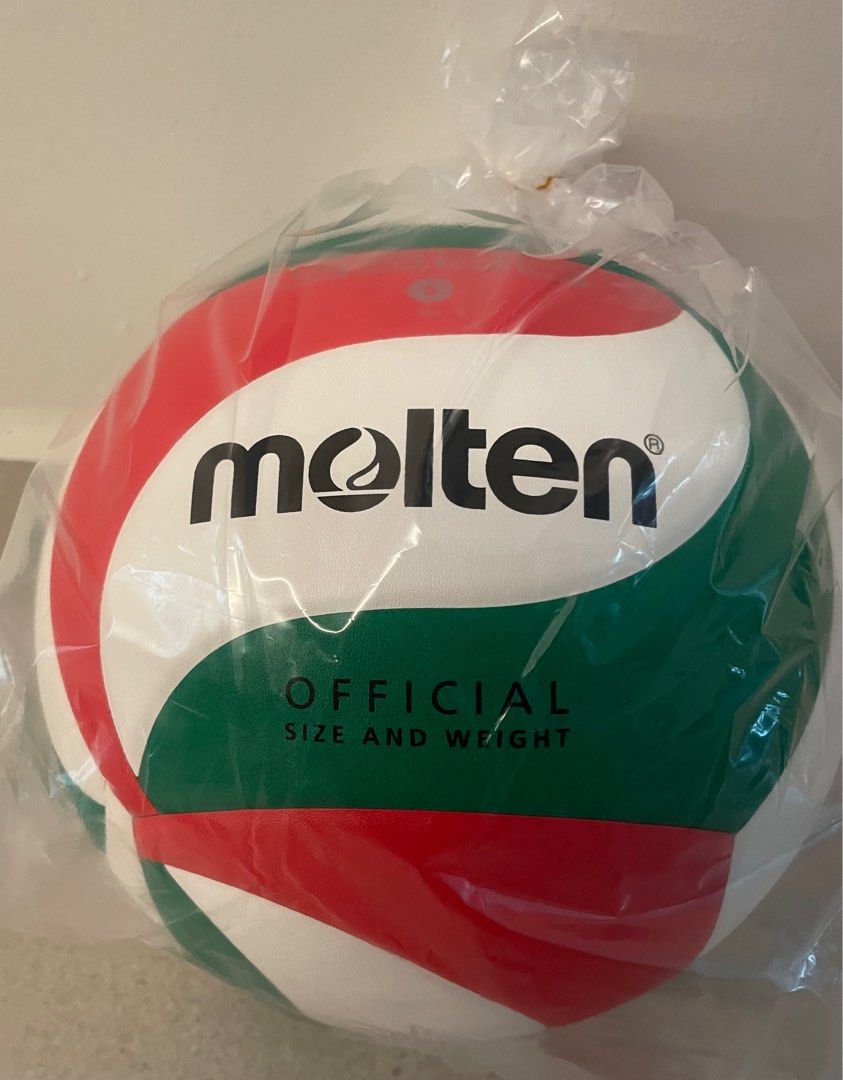 molten®
OFFICIAL
SIZE AND WEIGHT